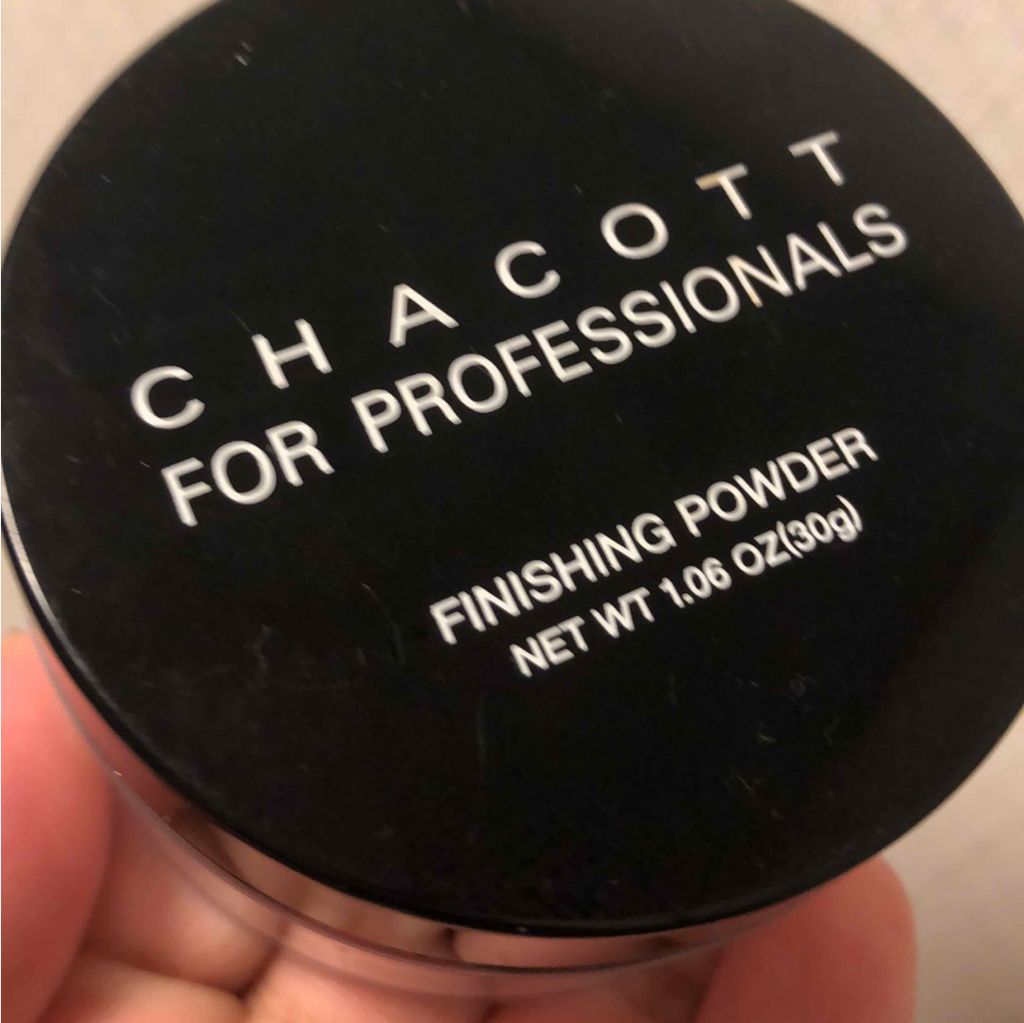 CHACOTT
FOR PROFESSIONALS
FINISHING POWDER
NET WT 1.06 OZ(30g)